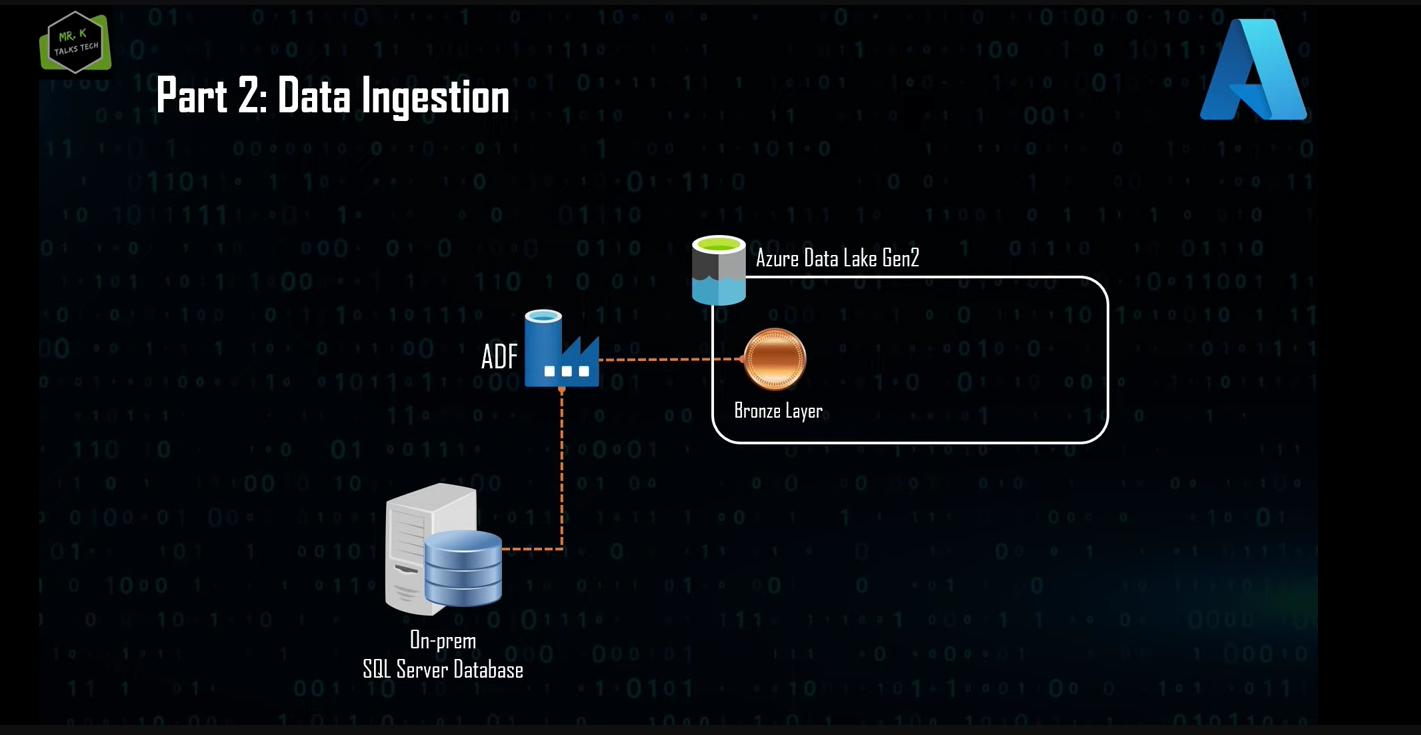 MR. K
TALKS TECH
Part 2: Data Ingestion
Azure Data Lake Gen2
ADF
Bronze Layer
On-prem
SQL Server Database